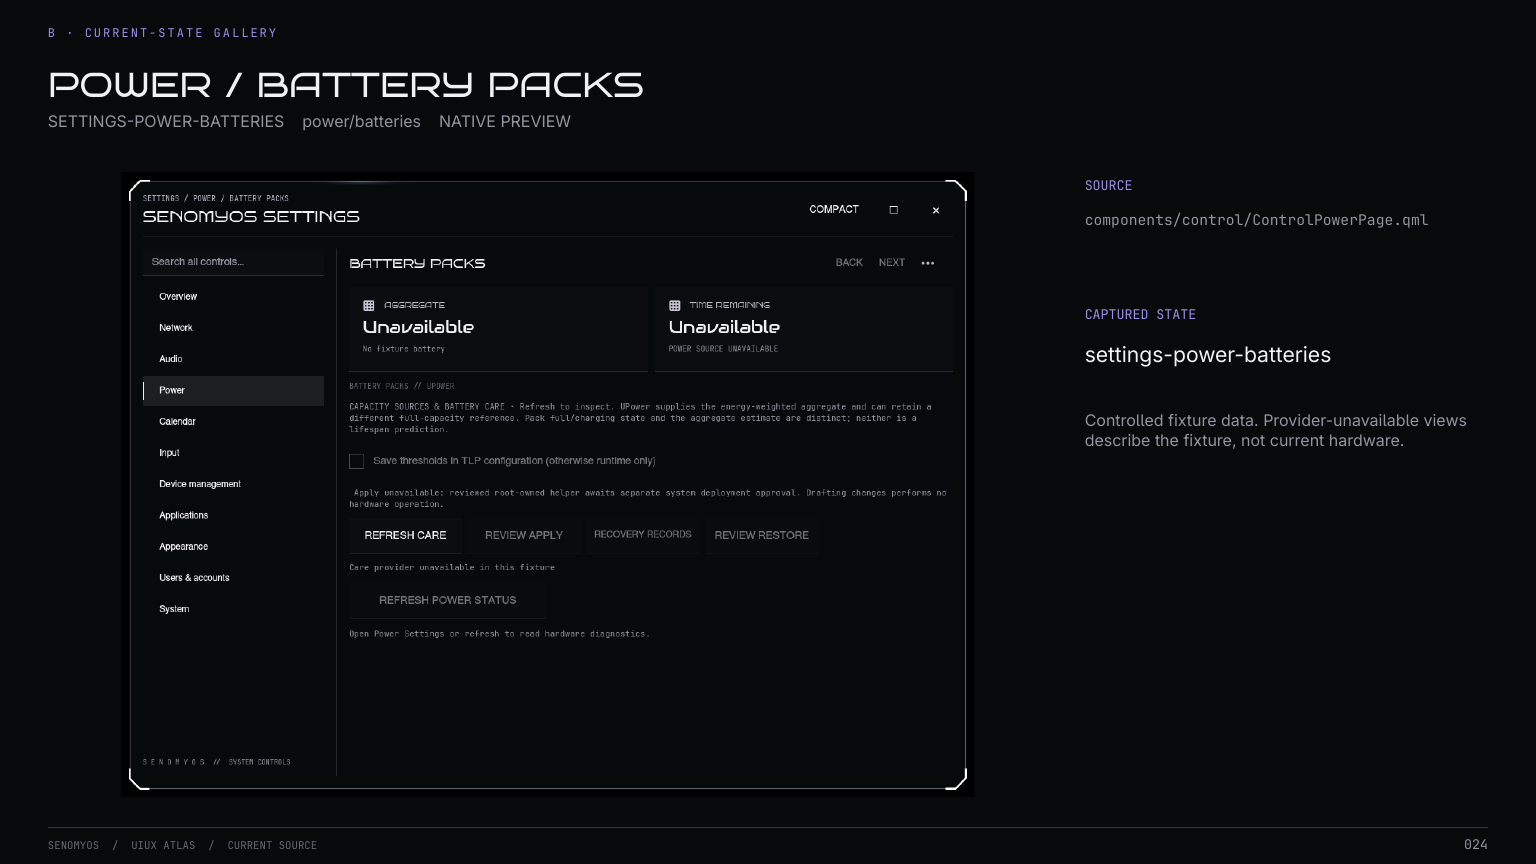 B · CURRENT-STATE GALLERY
POWER / BATTERY PACKS
SETTINGS-POWER-BATTERIES power/batteries NATIVE PREVIEW
SETTINGS / POWER / BATTERY PACKS
SENOMYOS SETTINGS
COMPACT
Search all controls...
Overview
Network
Audio
Power
Calendar
Input
Device management
Applications
Appearance
Users & accounts
System
SENOMYOS // SYSTEM CONTROLS
BATTERY PACKS
BACK NEXT
AGGREGATE
Unavailable
No fixture battery
TIME REMAINING
Unavailable
POWER SOURCE UNAVAILABLE
BATTERY PACKS // UPOWER
CAPACITY SOURCES & BATTERY CARE · Refresh to inspect. UPower supplies the energy-weighted aggregate and can retain a
different full-capacity reference. Pack full/charging state and the aggregate estimate are distinct; neither is a
lifespan prediction.
Save thresholds in TLP configuration (otherwise runtime only)
Apply unavailable: reviewed root-owned helper awaits separate system deployment approval. Drafting changes performs no
hardware operation.
REFRESH CARE REVIEW APPLY RECOVERY RECORDS REVIEW RESTORE
Care provider unavailable in this fixture
REFRESH POWER STATUS
Open Power Settings or refresh to read hardware diagnostics.
SOURCE
components/control/ControlPowerPage.qml
CAPTURED STATE
settings-power-batteries
Controlled fixture data. Provider-unavailable views
describe the fixture, not current hardware.
SENOMYOS / UIUX ATLAS / CURRENT SOURCE
024